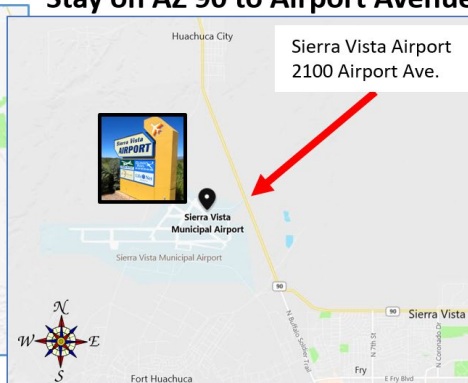 Stay on AZ 90 to Airport Avenue
Huachuca City
Sierra Vista Airport
2100 Airport Ave.
Sierra Vista
AIRPORT
Sierra Vista
Municipal Airport
Sierra Vista Municipal Airport
90
90
Sierra Vista
N Buffalo Soldier Trail
N 7th St
N Coronado Dr
N
W
E
S
Fry
E Fry Blvd
Fort Huachuca